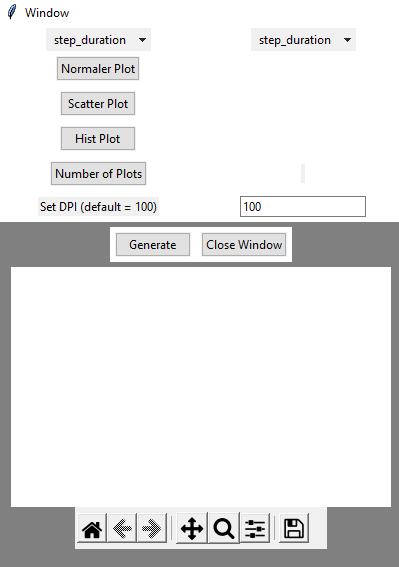 Window
step_duration step_duration
Normaler Plot
Scatter Plot
Hist Plot
Number of Plots
Set DPI (default = 100) 100
Generate Close Window